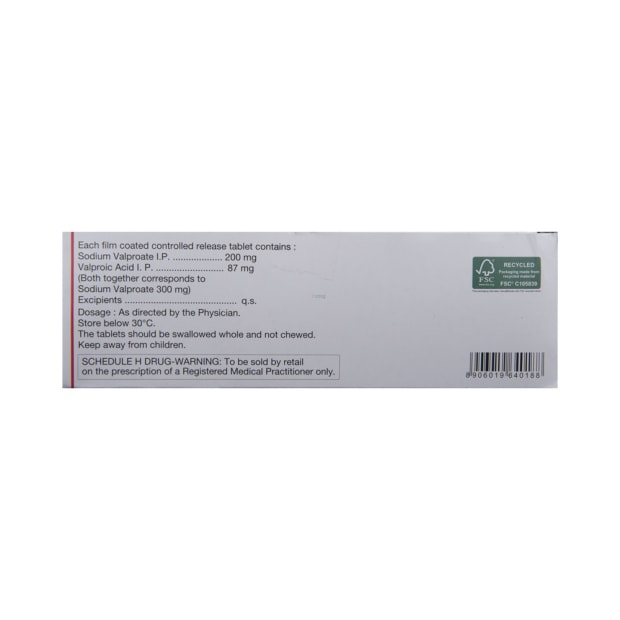 Each film coated controlled release tablet contains :
Sodium Valproate I.P. ................... 200 mg
Valproic Acid I. P. .......................... 87 mg
(Both together corresponds to
Sodium Valproate 300 mg)
Excipients ........................................... q.s.
Dosage : As directed by the Physician.
Store below 30°C.
The tablets should be swallowed whole and not chewed.
Keep away from children.
SCHEDULE H DRUG-WARNING: To be sold by retail
on the prescription of a Registered Medical Practitioner only.
FSC
RECYCLED
Packaging made from
recycled material
FSC® C105839
8906019640188